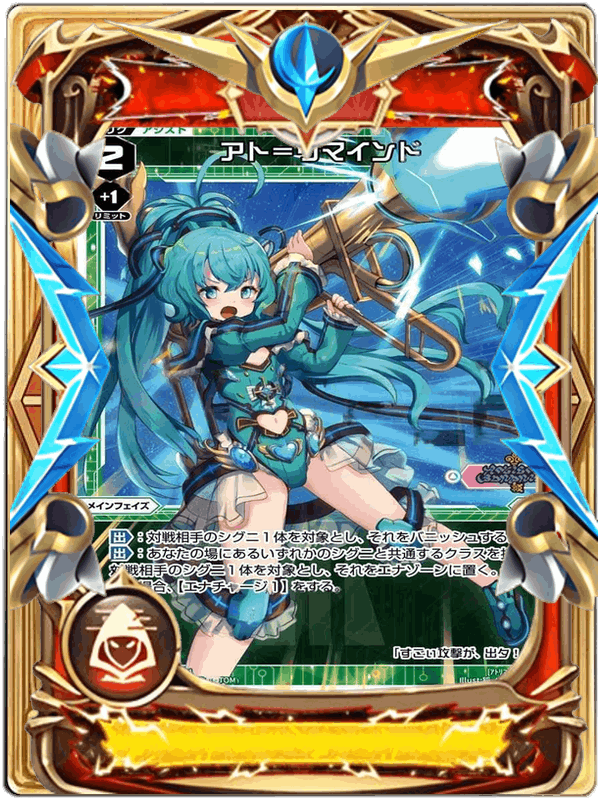 アシスト
アト=リマインド
2
+1
リミット
メインフェイズ
出：対戦相手のシグニ1体を対象とし、それをバニッシュする
出：あなたの場にあるいずれかのシグニと共通するクラスを
対戦相手のシグニ1体を対象とし、それをエナゾーンに置く。
場合、【エナチャージ1】をする。
「すごい攻撃が、出タ！
TOM）
Illust